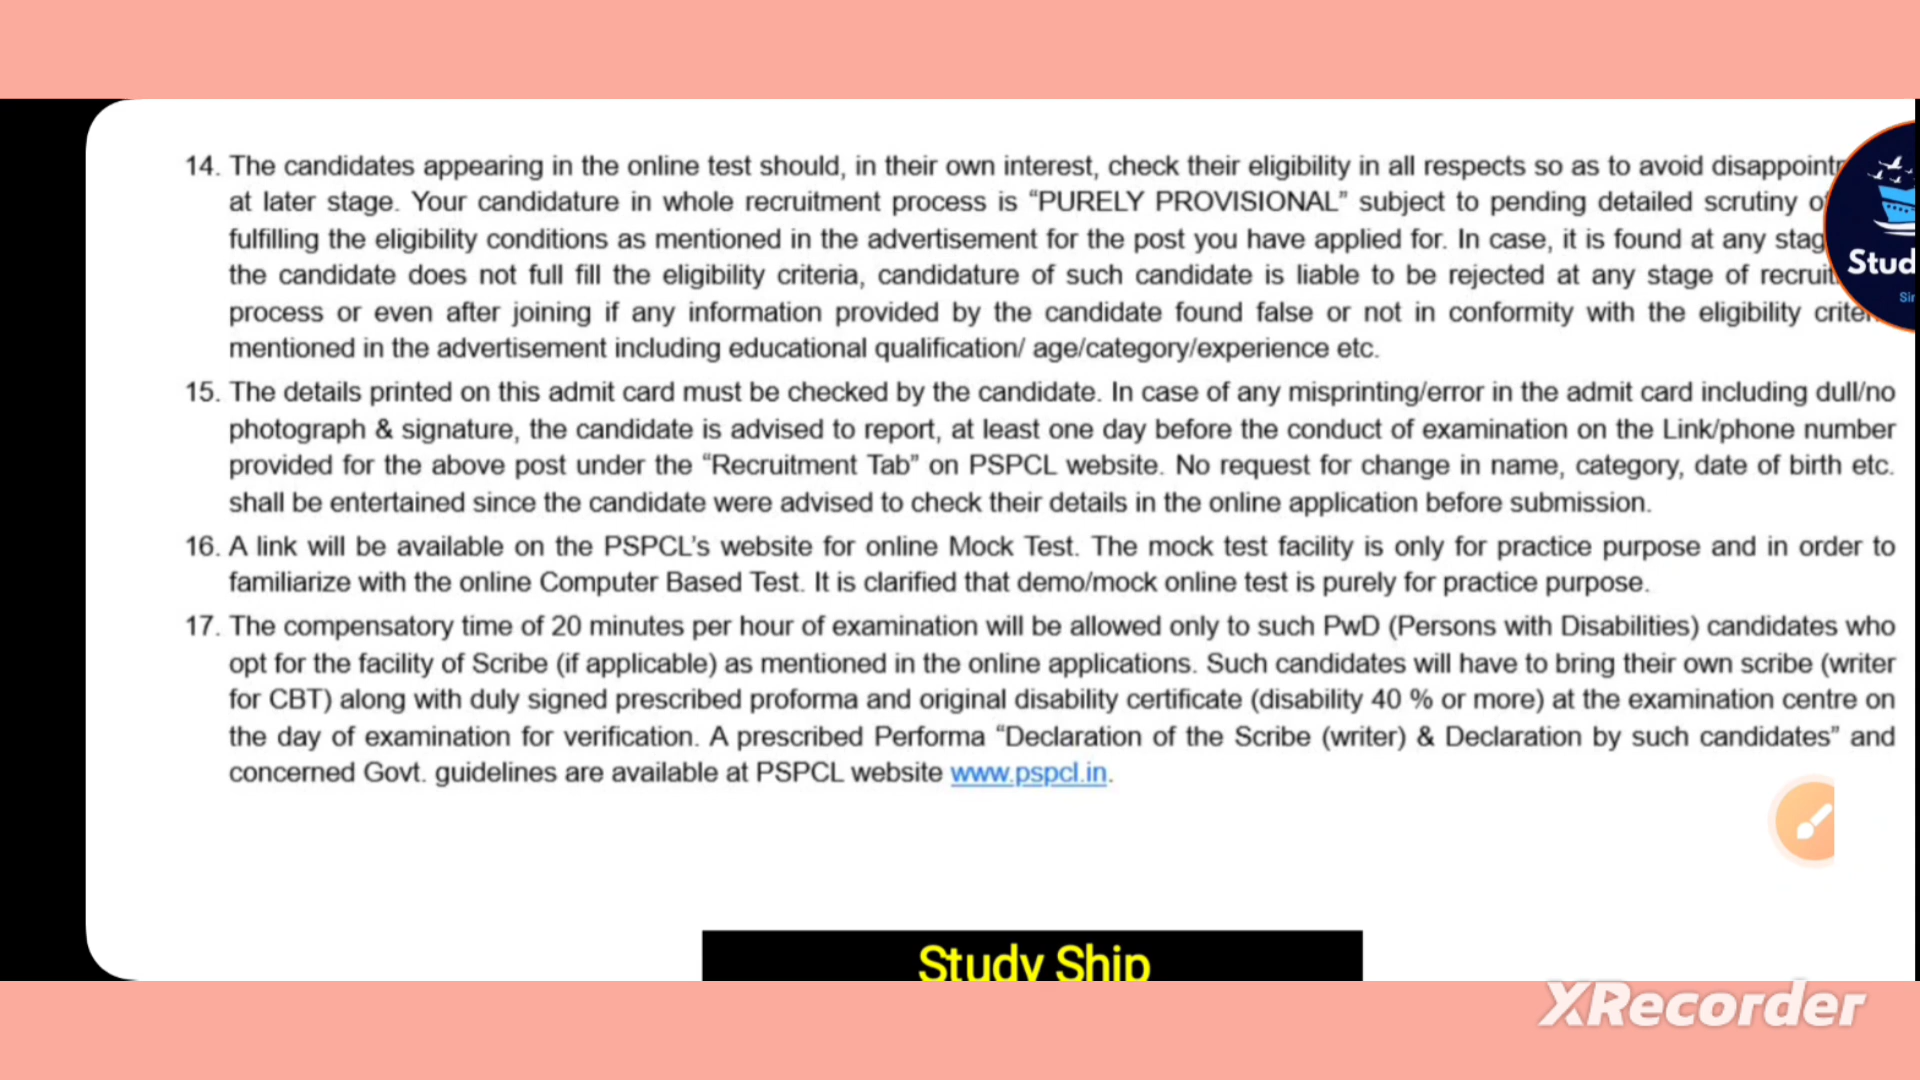 14. The candidates appearing in the online test should, in their own interest, check their eligibility in all respects so as to avoid
at later stage. Your candidature in whole recruitment process is “PURELY PROVISIONAL” subject to pending detailed scrutiny
fulfilling the eligibility conditions as mentioned in the advertisement for the post you have applied for. In case, it is found at any
the candidate does not full fill the eligibility criteria, candidature of such candidate is liable to be rejected at any stage of
process or even after joining if any information provided by the candidate found false or not in conformity with the eligibility
mentioned in the advertisement including educational qualification/ age/category/experience etc.
15. The details printed on this admit card must be checked by the candidate. In case of any misprinting/error in the admit card including dull/no
photograph & signature, the candidate is advised to report, at least one day before the conduct of examination on the Link/phone number
provided for the above post under the “Recruitment Tab” on PSPCL website. No request for change in name, category, date of birth etc.
shall be entertained since the candidate were advised to check their details in the online application before submission.
16. A link will be available on the PSPCL’s website for online Mock Test. The mock test facility is only for practice purpose and in order to
familiarize with the online Computer Based Test. It is clarified that demo/mock online test is purely for practice purpose.
17. The compensatory time of 20 minutes per hour of examination will be allowed only to such PwD (Persons with Disabilities) candidates who
opt for the facility of Scribe (if applicable) as mentioned in the online applications. Such candidates will have to bring their own scribe (writer
for CBT) along with duly signed prescribed proforma and original disability certificate (disability 40 % or more) at the examination centre on
the day of examination for verification. A prescribed Performa “Declaration of the Scribe (writer) & Declaration by such candidates” and
concerned Govt. guidelines are available at PSPCL website www.pspcl.in.
Study Ship
XRecorder